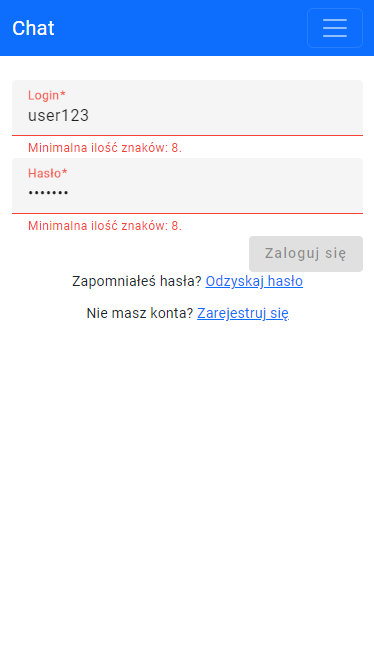 Chat
Login*
user123
Minimalna ilość znaków: 8.
Hasło*
•••••••
Minimalna ilość znaków: 8.
Zaloguj się
Zapomniałeś hasła? Odzyskaj hasło
Nie masz konta? Zarejestruj się